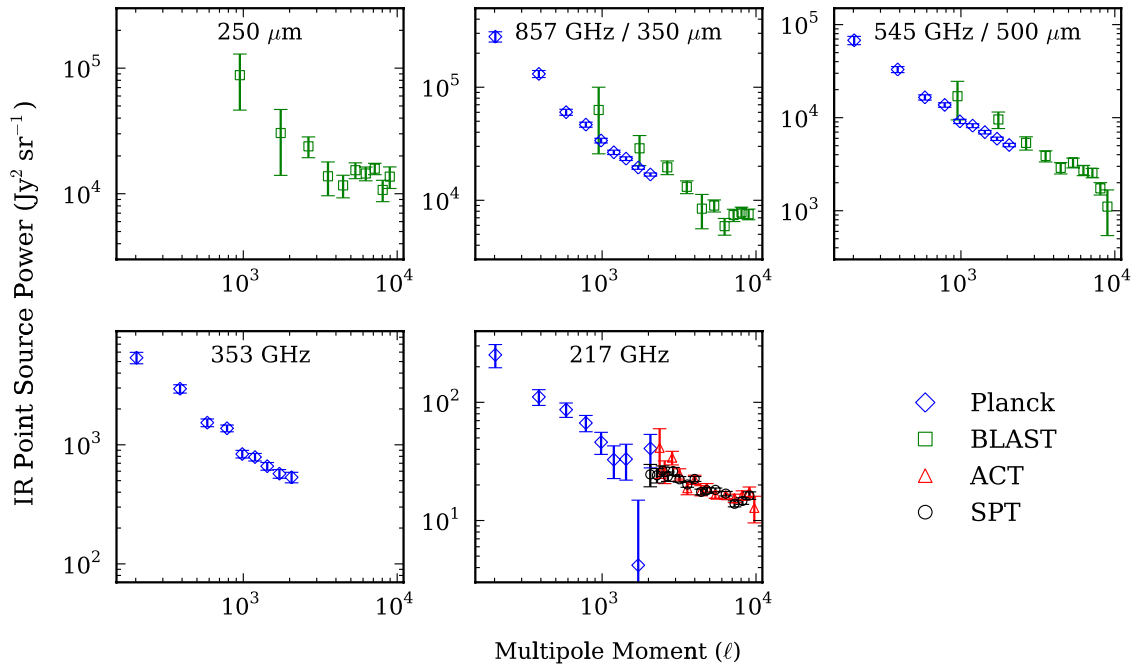 250 μm
857 GHz / 350 μm
545 GHz / 500 μm
10⁵
10⁴
10³
10⁴
10⁵
10⁴
10³
10⁴
10⁴
10³
10³
10⁴
IR Point Source Power (Jy² sr⁻¹)
353 GHz
217 GHz
10³
10²
10³
10⁴
10²
10¹
10³
10⁴
Planck
BLAST
ACT
SPT
Multipole Moment (ℓ)